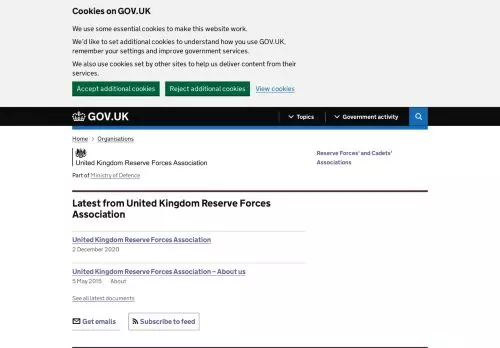 Cookies on GOV.UK
We use some essential cookies to make this website work.
We'd like to set additional cookies to understand how you use GOV.UK,
remember your settings and improve government services.
We also use cookies set by other sites to help us deliver content from their
services.
Accept additional cookies
Reject additional cookies
View cookies
GOV.UK
Topics
Government activity
Home > Organisations
United Kingdom Reserve Forces Association
Reserve Forces' and Cadets'
Associations
Part of Ministry of Defence
Latest from United Kingdom Reserve Forces
Association
United Kingdom Reserve Forces Association
2 December 2020
United Kingdom Reserve Forces Association – About us
5 May 2015 About
See all latest documents
Get emails
Subscribe to feed